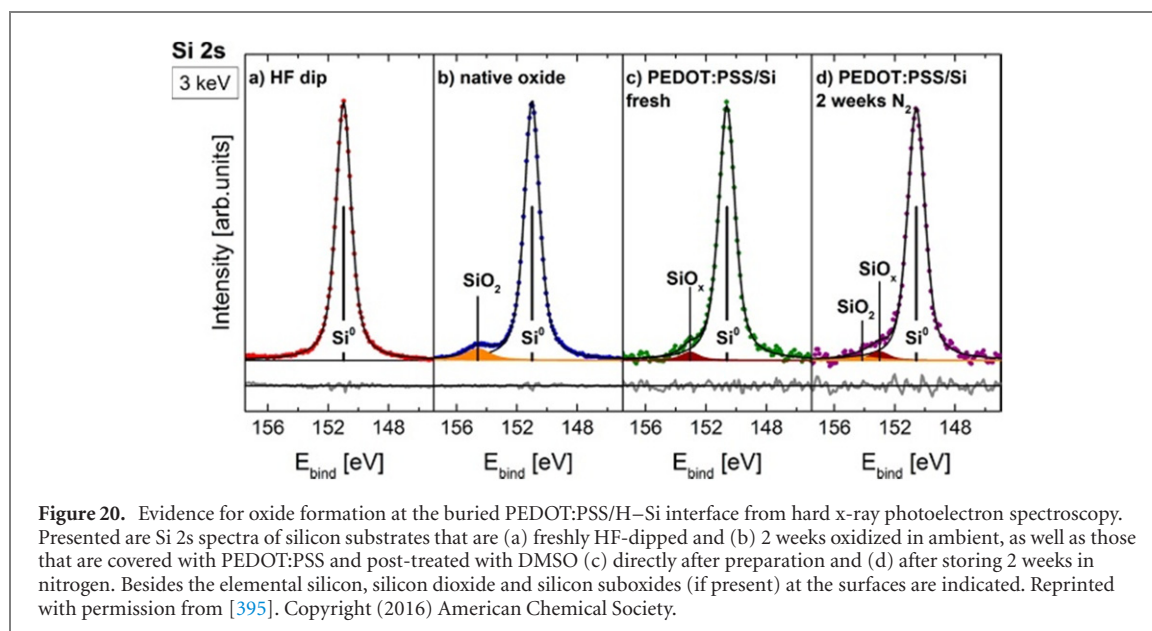 Si 2s
3 keV
a) HF dip
b) native oxide
c) PEDOT:PSS/Si
fresh
d) PEDOT:PSS/Si
2 weeks N₂
Intensity [arb.units]
Si⁰
SiO₂
Si⁰
SiOₓ
Si⁰
SiO₂
SiOₓ
Si⁰
156 152 148 156 152 148 156 152 148 156 152 148
E_bind [eV] E_bind [eV] E_bind [eV] E_bind [eV]
Figure 20. Evidence for oxide formation at the buried PEDOT:PSS/H–Si interface from hard x-ray photoelectron spectroscopy.
Presented are Si 2s spectra of silicon substrates that are (a) freshly HF-dipped and (b) 2 weeks oxidized in ambient, as well as those
that are covered with PEDOT:PSS and post-treated with DMSO (c) directly after preparation and (d) after storing 2 weeks in
nitrogen. Besides the elemental silicon, silicon dioxide and silicon suboxides (if present) at the surfaces are indicated. Reprinted
with permission from [395]. Copyright (2016) American Chemical Society.